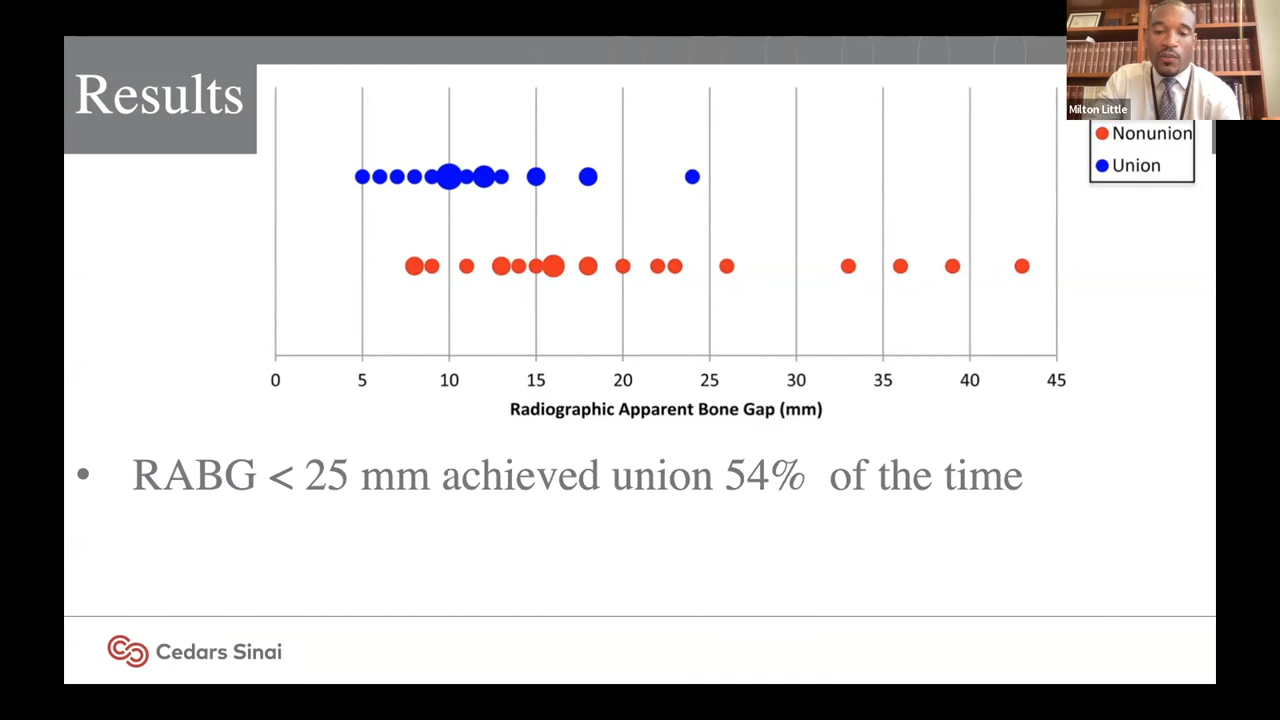 Results
Milton Little
Nonunion
Union
0 5 10 15 20 25 30 35 40 45
Radiographic Apparent Bone Gap (mm)
• RABG < 25 mm achieved union 54% of the time
Cedars Sinai